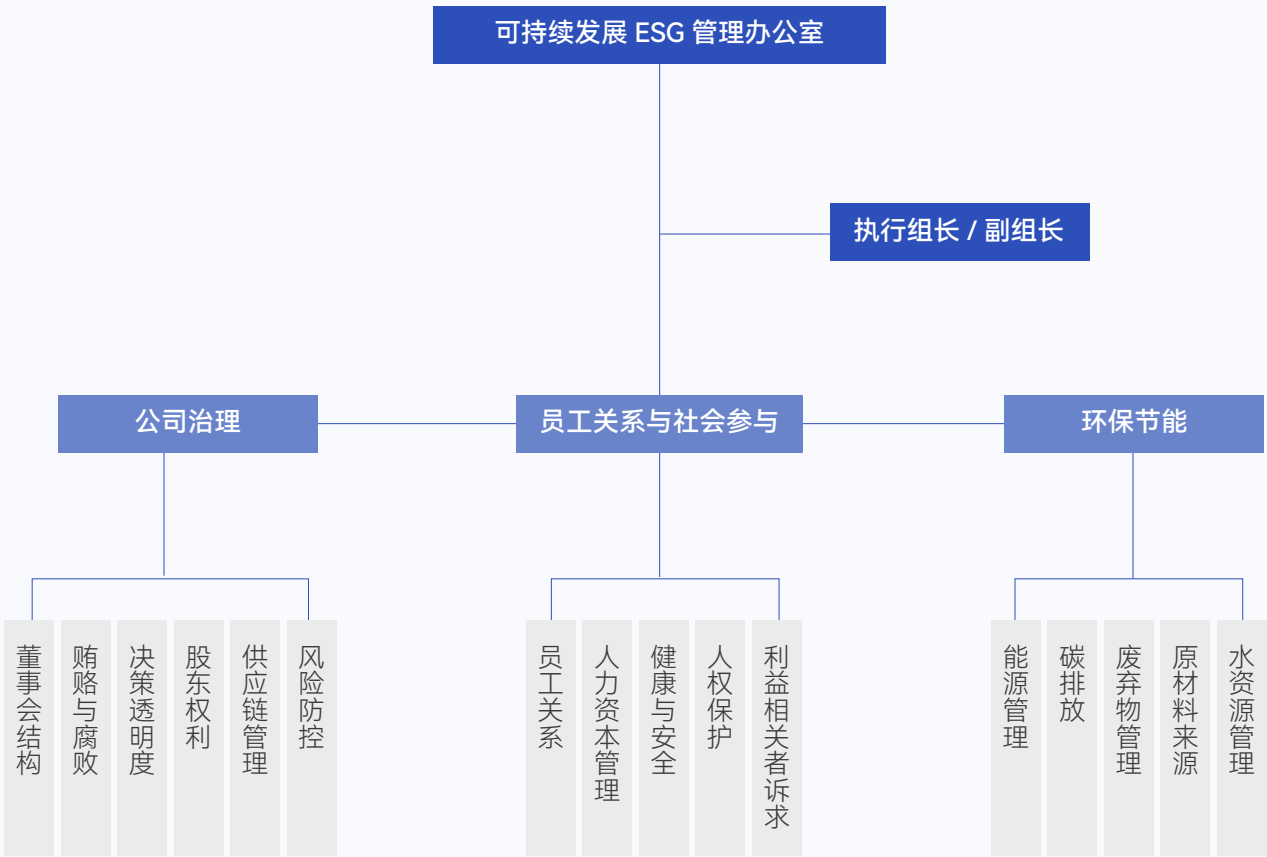 可持续发展 ESG 管理办公室
执行组长 / 副组长
公司治理
员工关系与社会参与
环保节能
董事会结构
贿赂与腐败
决策透明度
股东权利
供应链管理
风险防控
员工关系
人力资本管理
健康与安全
人权保护
利益相关者诉求
能源管理
碳排放
废弃物管理
原材料来源
水资源管理